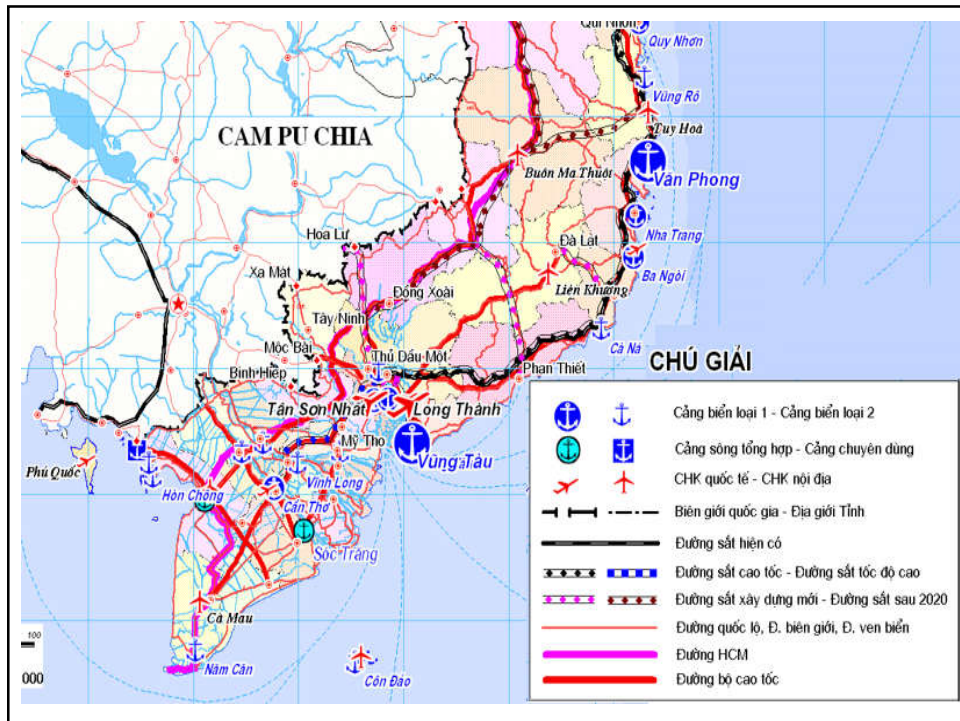 Qui Nhơn
Quy Nhơn
Vũng Rô
CAM PU CHIA
Tuy Hoà
Buôn Ma Thuột
Vân Phong
Nha Trang
Hoa Lư
Đà Lạt
Ba Ngòi
Xa Mát
Liên Khương
Đồng Xoài
Tây Ninh
Cà Ná
Mộc Bài
Thủ Dầu Một
Phan Thiết
Bình Hiệp
Tân Sơn Nhất
Long Thành
Mỹ Tho
Vũng Tàu
Phú Quốc
Vĩnh Long
Hòn Chông
Cần Thơ
Sóc Trăng
Cà Mau
Năm Căn
Côn Đảo
100
000
CHÚ GIẢI
Cảng biển loại 1 - Cảng biển loại 2
Cảng sông tổng hợp - Cảng chuyên dùng
CHK quốc tế - CHK nội địa
Biên giới quốc gia - Địa giới Tỉnh
Đường sắt hiện có
Đường sắt cao tốc - Đường sắt tốc độ cao
Đường sắt xây dựng mới - Đường sắt sau 2020
Đường quốc lộ, Đ. biên giới, Đ. ven biển
Đường HCM
Đường bộ cao tốc